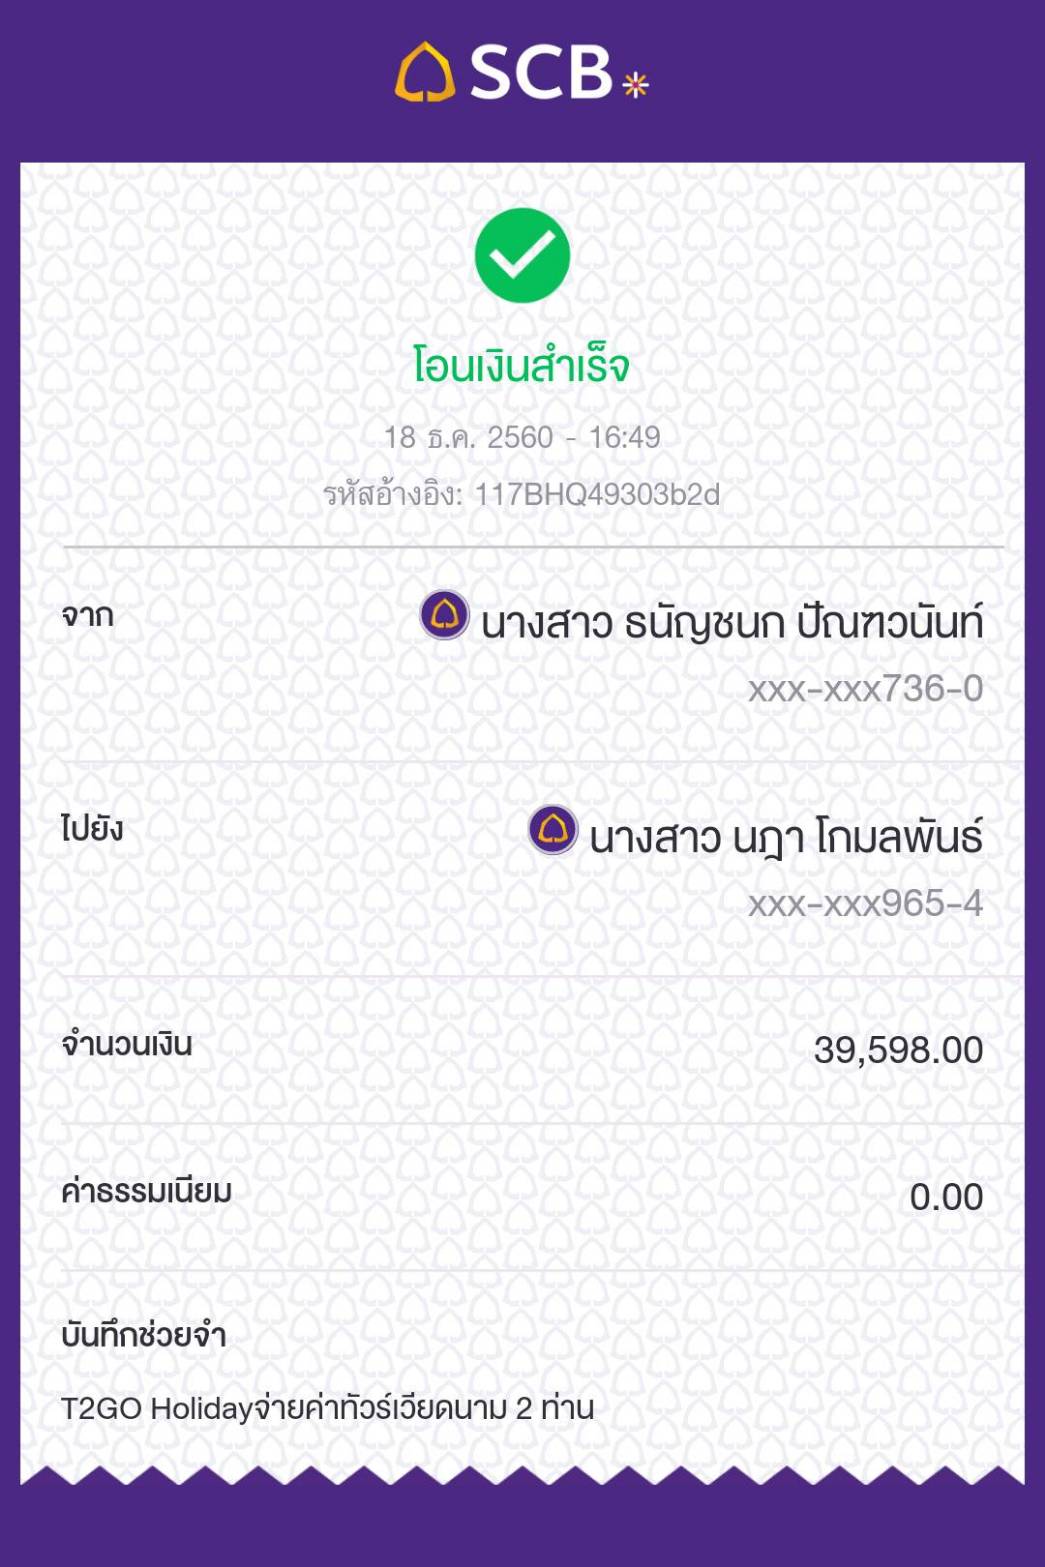 SCB
โอนเงินสำเร็จ
18 ธ.ค. 2560 - 16:49
รหัสอ้างอิง: 117BHQ49303b2d
จาก
นางสาว ธนัญชนก ปัณฑวนันท์
xxx-xxx736-0
ไปยัง
นางสาว นฎา โกมลพันธ์
xxx-xxx965-4
จำนวนเงิน
39,598.00
ค่าธรรมเนียม
0.00
บันทึกช่วยจำ
T2GO Holidayจ่ายค่าทัวร์เวียดนาม 2 ท่าน